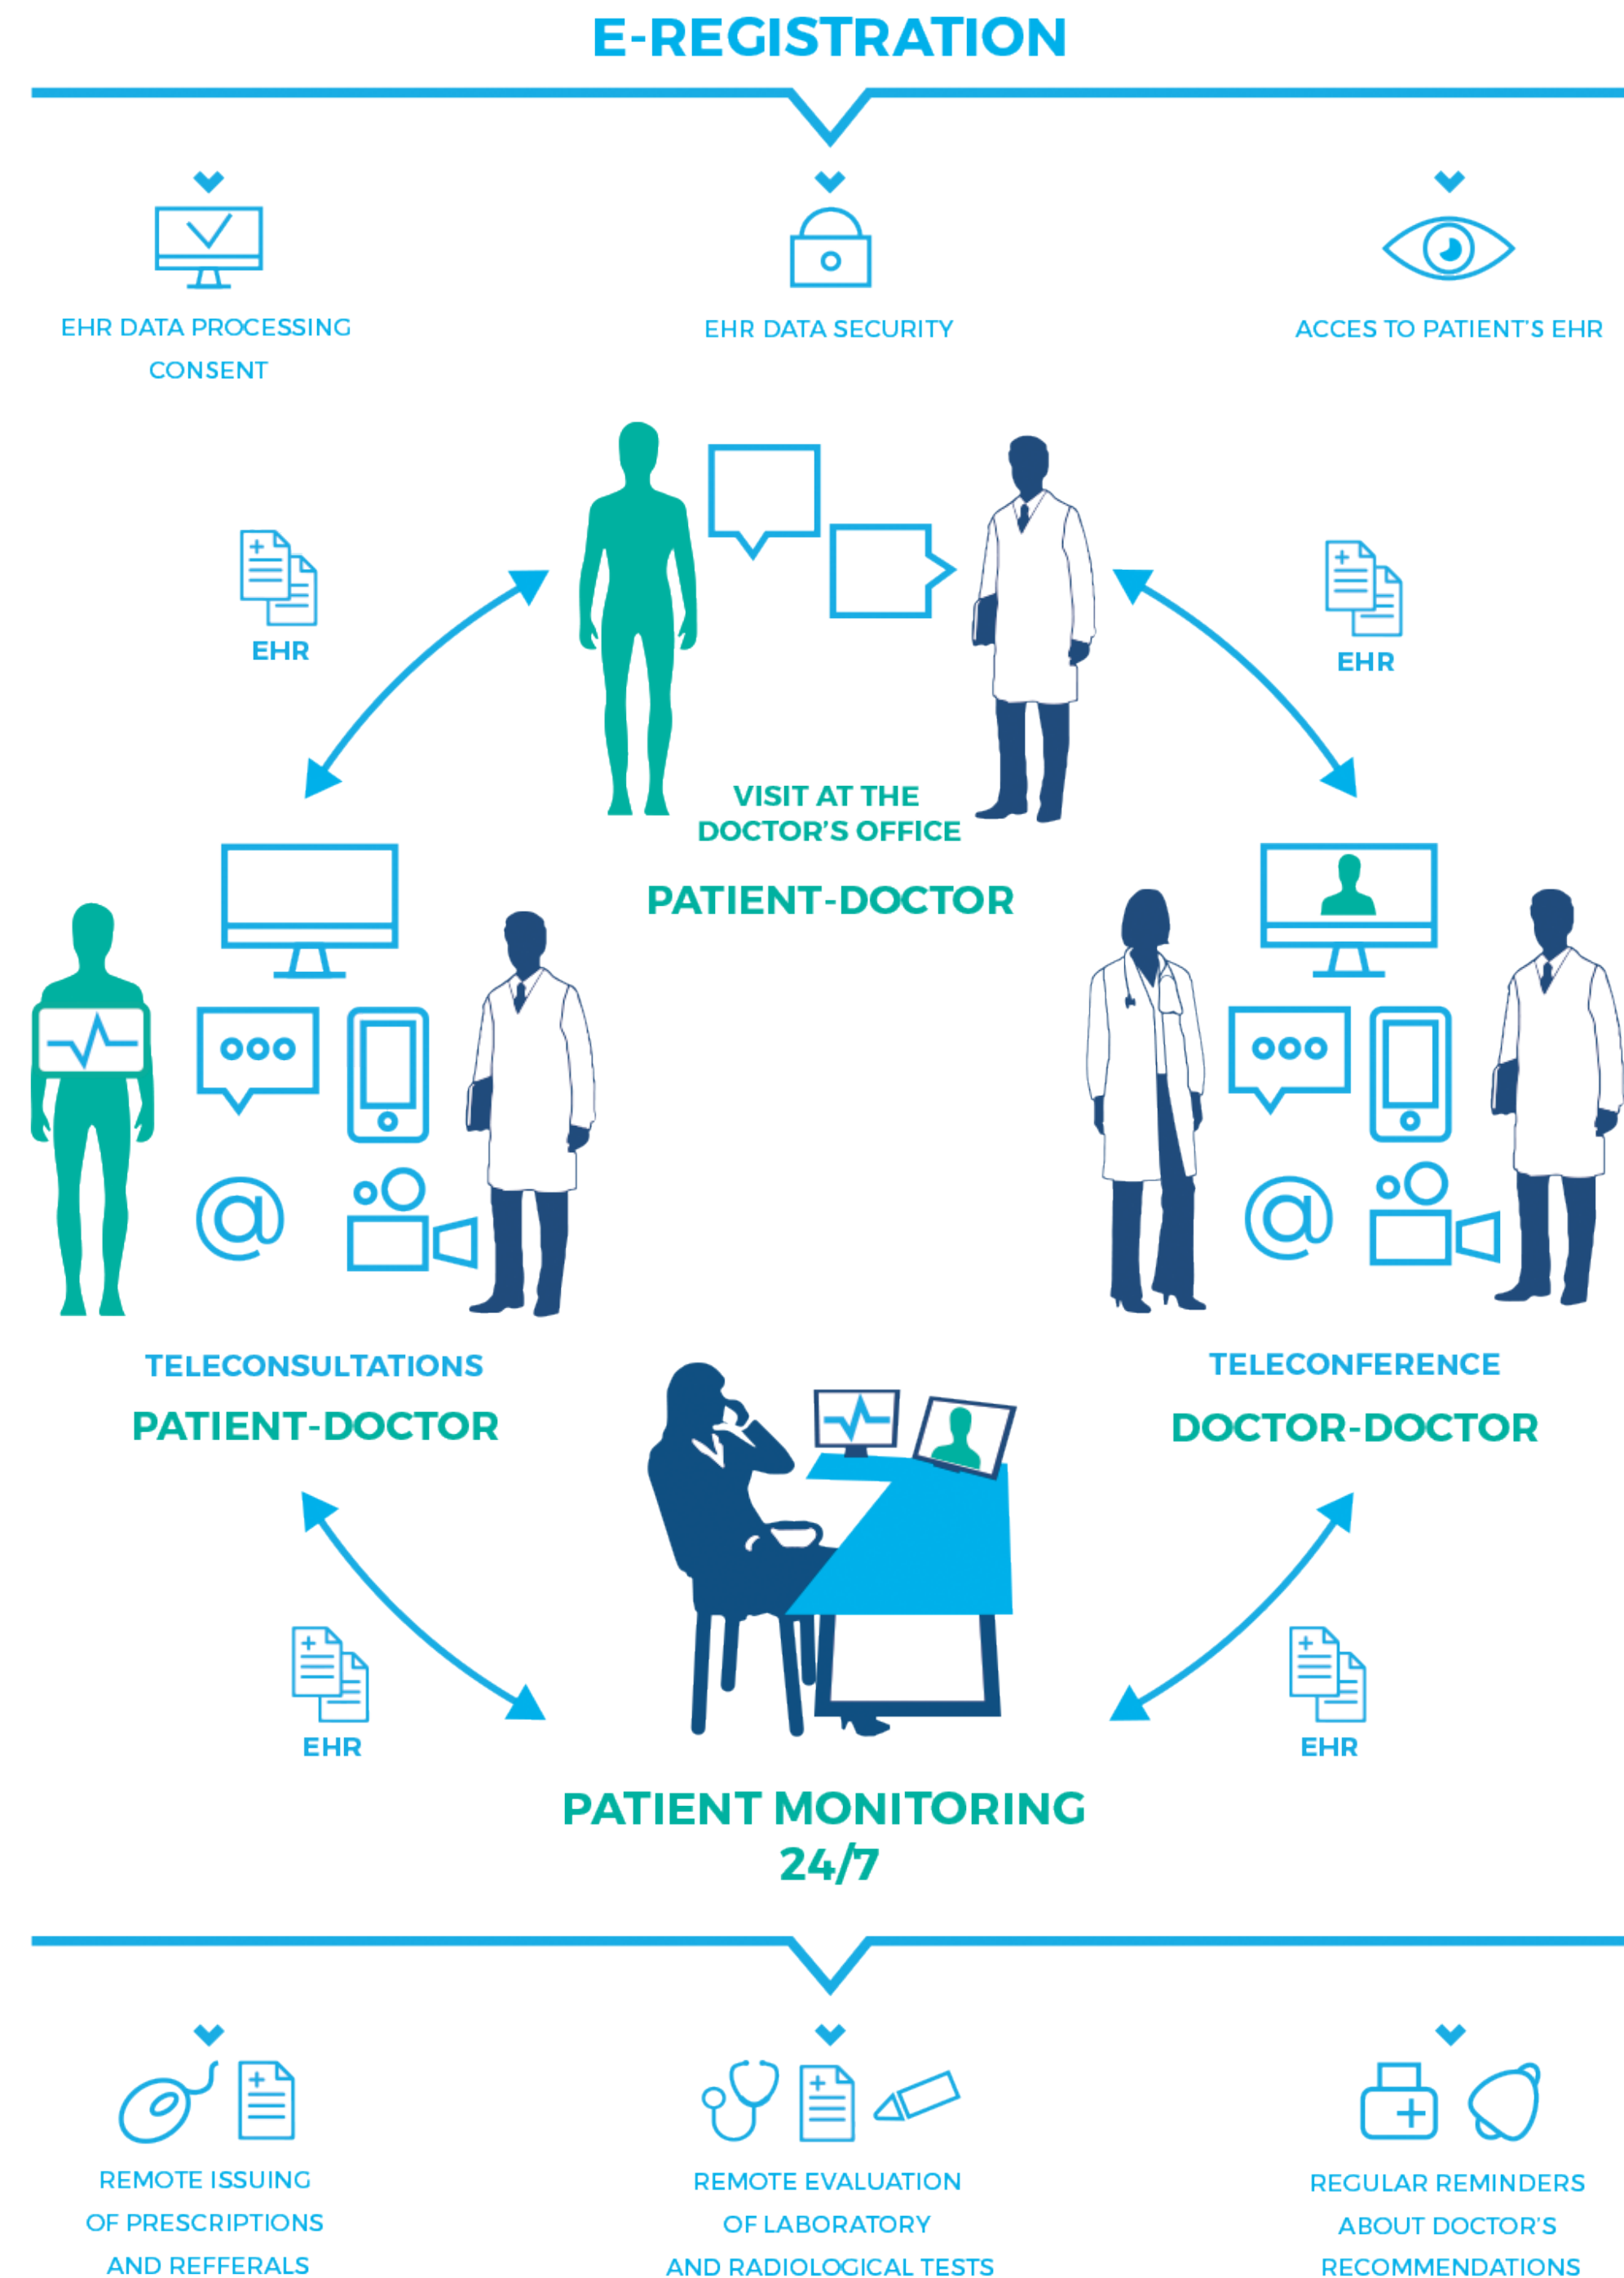 E-REGISTRATION
EHR DATA PROCESSING
CONSENT
EHR DATA SECURITY
ACCES TO PATIENT'S EHR
EHR
EHR
VISIT AT THE
DOCTOR'S OFFICE
PATIENT-DOCTOR
@
@
TELECONSULTATIONS
PATIENT-DOCTOR
TELECONFERENCE
DOCTOR-DOCTOR
EHR
EHR
PATIENT MONITORING
24/7
REMOTE ISSUING
OF PRESCRIPTIONS
AND REFFERALS
REMOTE EVALUATION
OF LABORATORY
AND RADIOLOGICAL TESTS
REGULAR REMINDERS
ABOUT DOCTOR'S
RECOMMENDATIONS